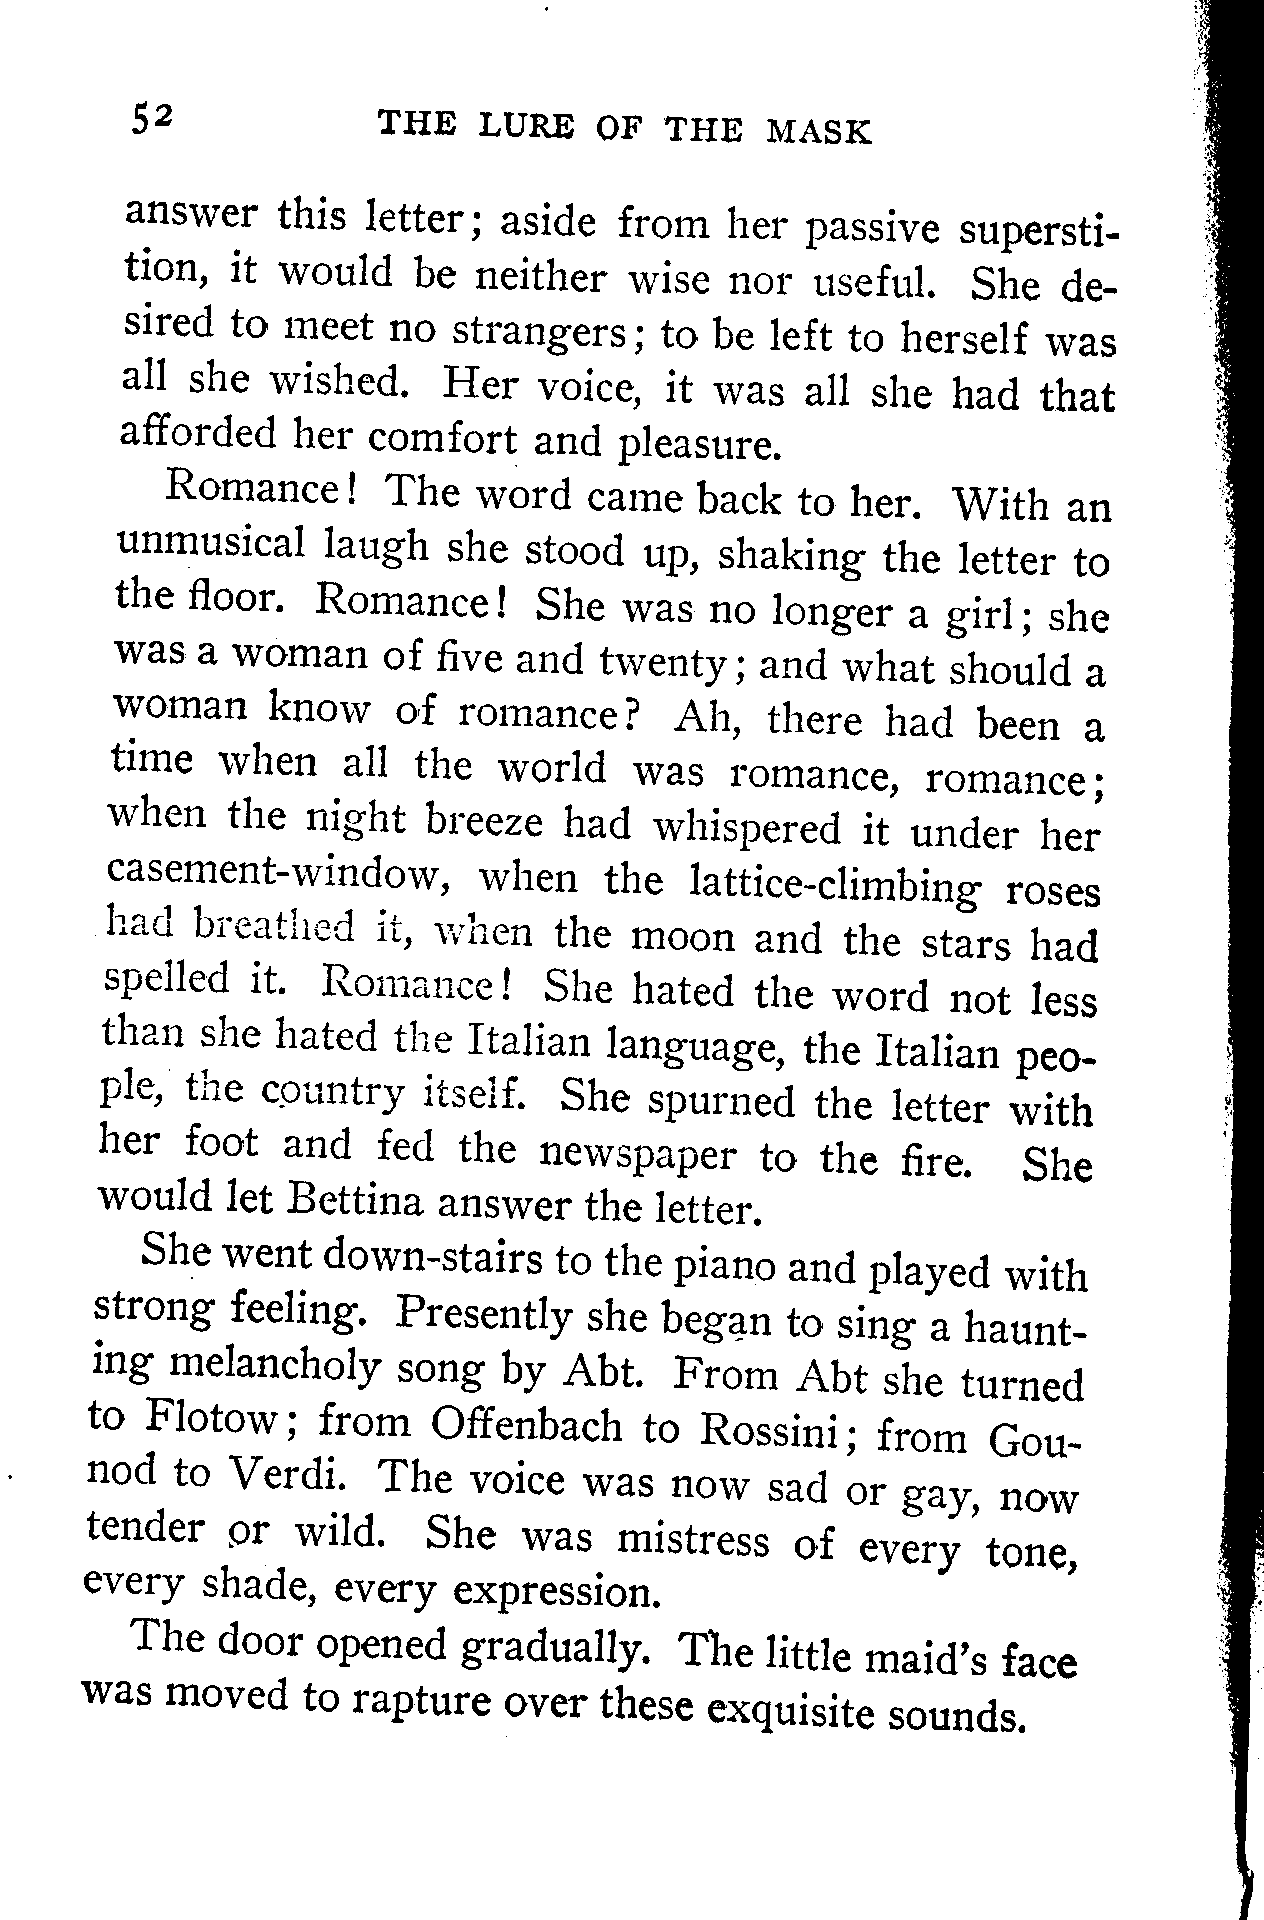 52 THE LURE OF THE MASK
answer this letter; aside from her passive supersti-
tion, it would be neither wise nor useful. She de-
sired to meet no strangers; to be left to herself was
all she wished. Her voice, it was all she had that
afforded her comfort and pleasure.
Romance! The word came back to her. With an
unmusical laugh she stood up, shaking the letter to
the floor. Romance! She was no longer a girl; she
was a woman of five and twenty; and what should a
woman know of romance? Ah, there had been a
time when all the world was romance, romance;
when the night breeze had whispered it under her
casement-window, when the lattice-climbing roses
had breathed it, when the moon and the stars had
spelled it. Romance! She hated the word not less
than she hated the Italian language, the Italian peo-
ple, the country itself. She spurned the letter with
her foot and fed the newspaper to the fire. She
would let Bettina answer the letter.
She went down-stairs to the piano and played with
strong feeling. Presently she began to sing a haunt-
ing melancholy song by Abt. From Abt she turned
to Flotow; from Offenbach to Rossini; from Gou-
nod to Verdi. The voice was now sad or gay, now
tender or wild. She was mistress of every tone,
every shade, every expression.
The door opened gradually. The little maid's face
was moved to rapture over these exquisite sounds.